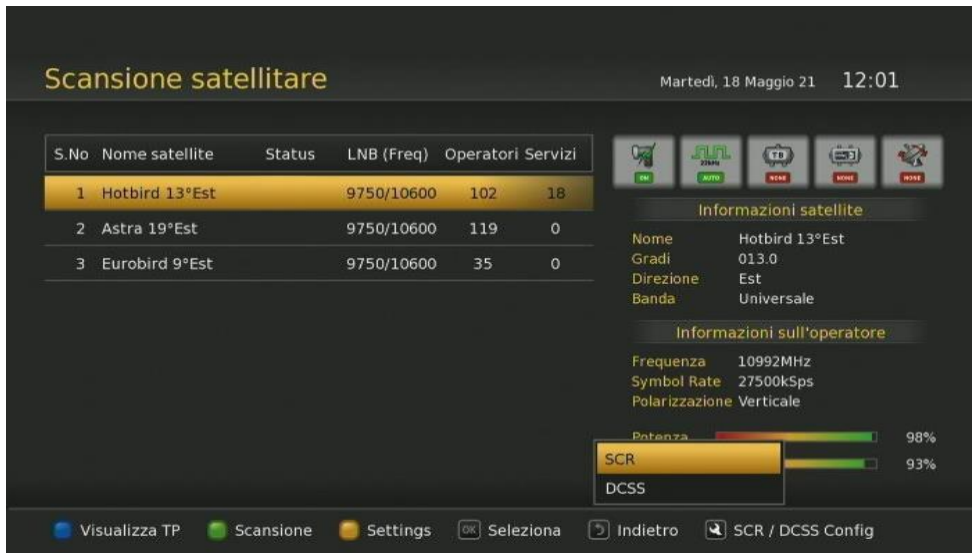 Scansione satellitare
Martedì, 18 Maggio 21 12:01
S.No Nome satellite Status LNB (Freq) Operatori Servizi
1 Hotbird 13°Est 9750/10600 102 18
2 Astra 19°Est 9750/10600 119 0
3 Eurobird 9°Est 9750/10600 35 0
22KHz TB
ON AUTO NONE NONE NONE
Informazioni satellite
Nome Hotbird 13°Est
Gradi 013.0
Direzione Est
Banda Universale
Informazioni sull'operatore
Frequenza 10992MHz
Symbol Rate 27500kSps
Polarizzazione Verticale
Potenza 98%
93%
SCR
DCSS
Visualizza TP Scansione Settings OK Seleziona Indietro SCR / DCSS Config